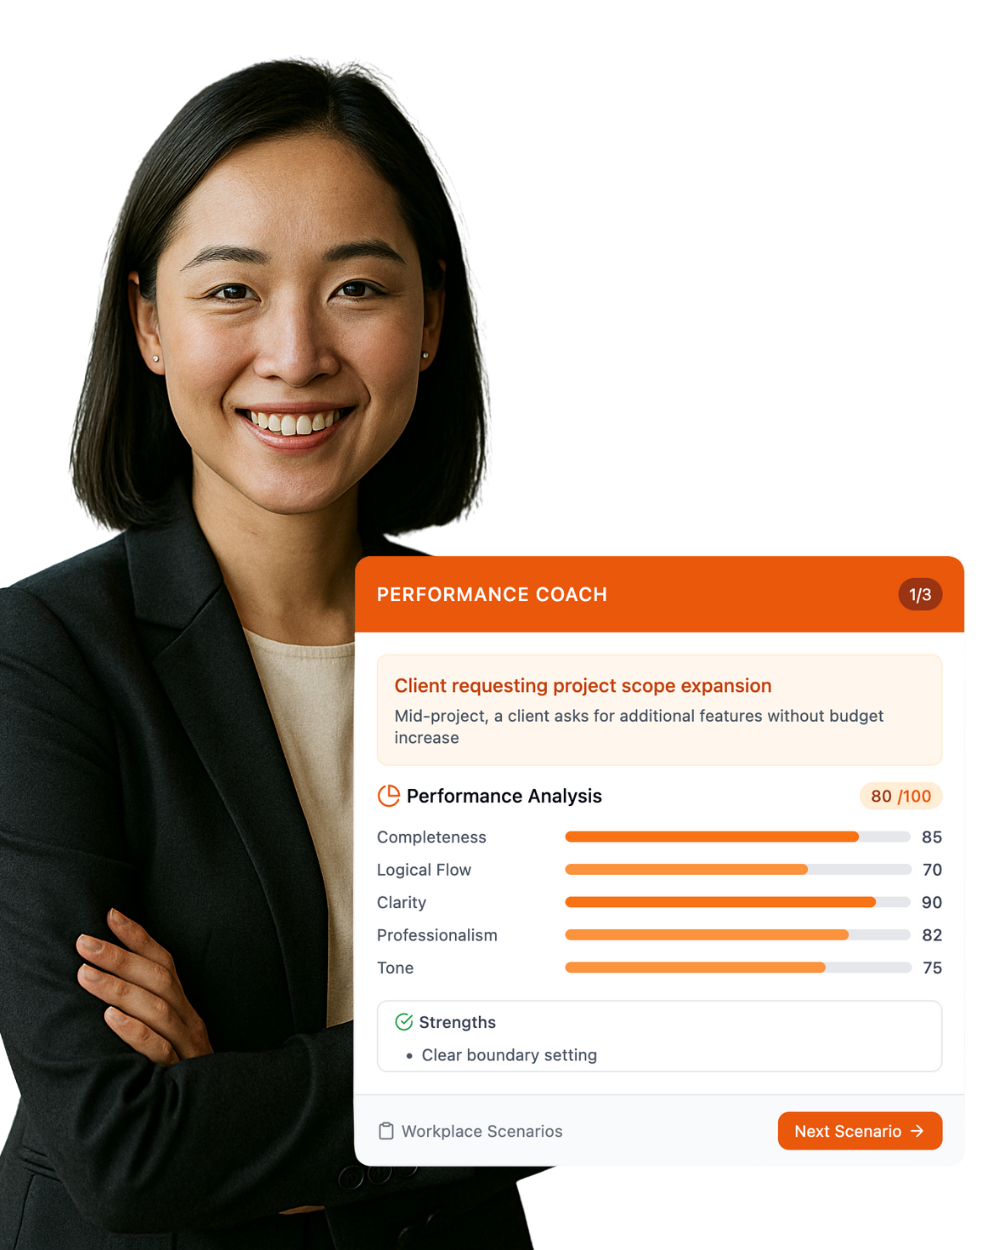 PERFORMANCE COACH
1/3
Client requesting project scope expansion
Mid-project, a client asks for additional features without budget
increase
Performance Analysis
80 /100
Completeness 85
Logical Flow 70
Clarity 90
Professionalism 82
Tone 75
Strengths
• Clear boundary setting
Workplace Scenarios
Next Scenario →